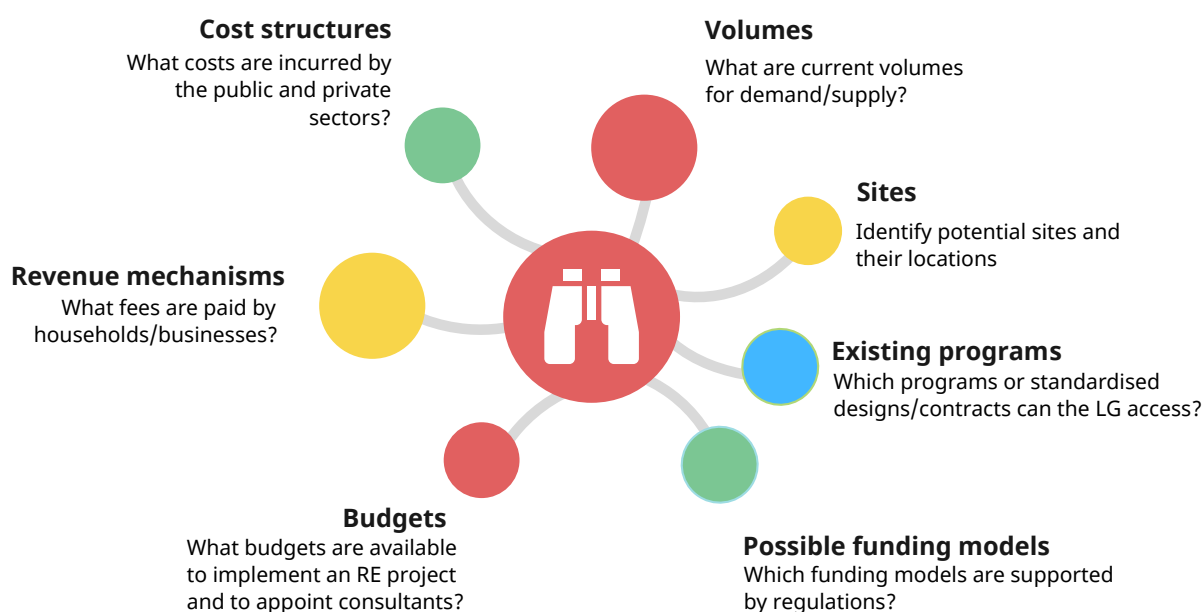 Cost structures
What costs are incurred by
the public and private
sectors?
Volumes
What are current volumes
for demand/supply?
Sites
Identify potential sites and
their locations
Revenue mechanisms
What fees are paid by
households/businesses?
Existing programs
Which programs or standardised
designs/contracts can the LG access?
Budgets
What budgets are available
to implement an RE project
and to appoint consultants?
Possible funding models
Which funding models are supported
by regulations?